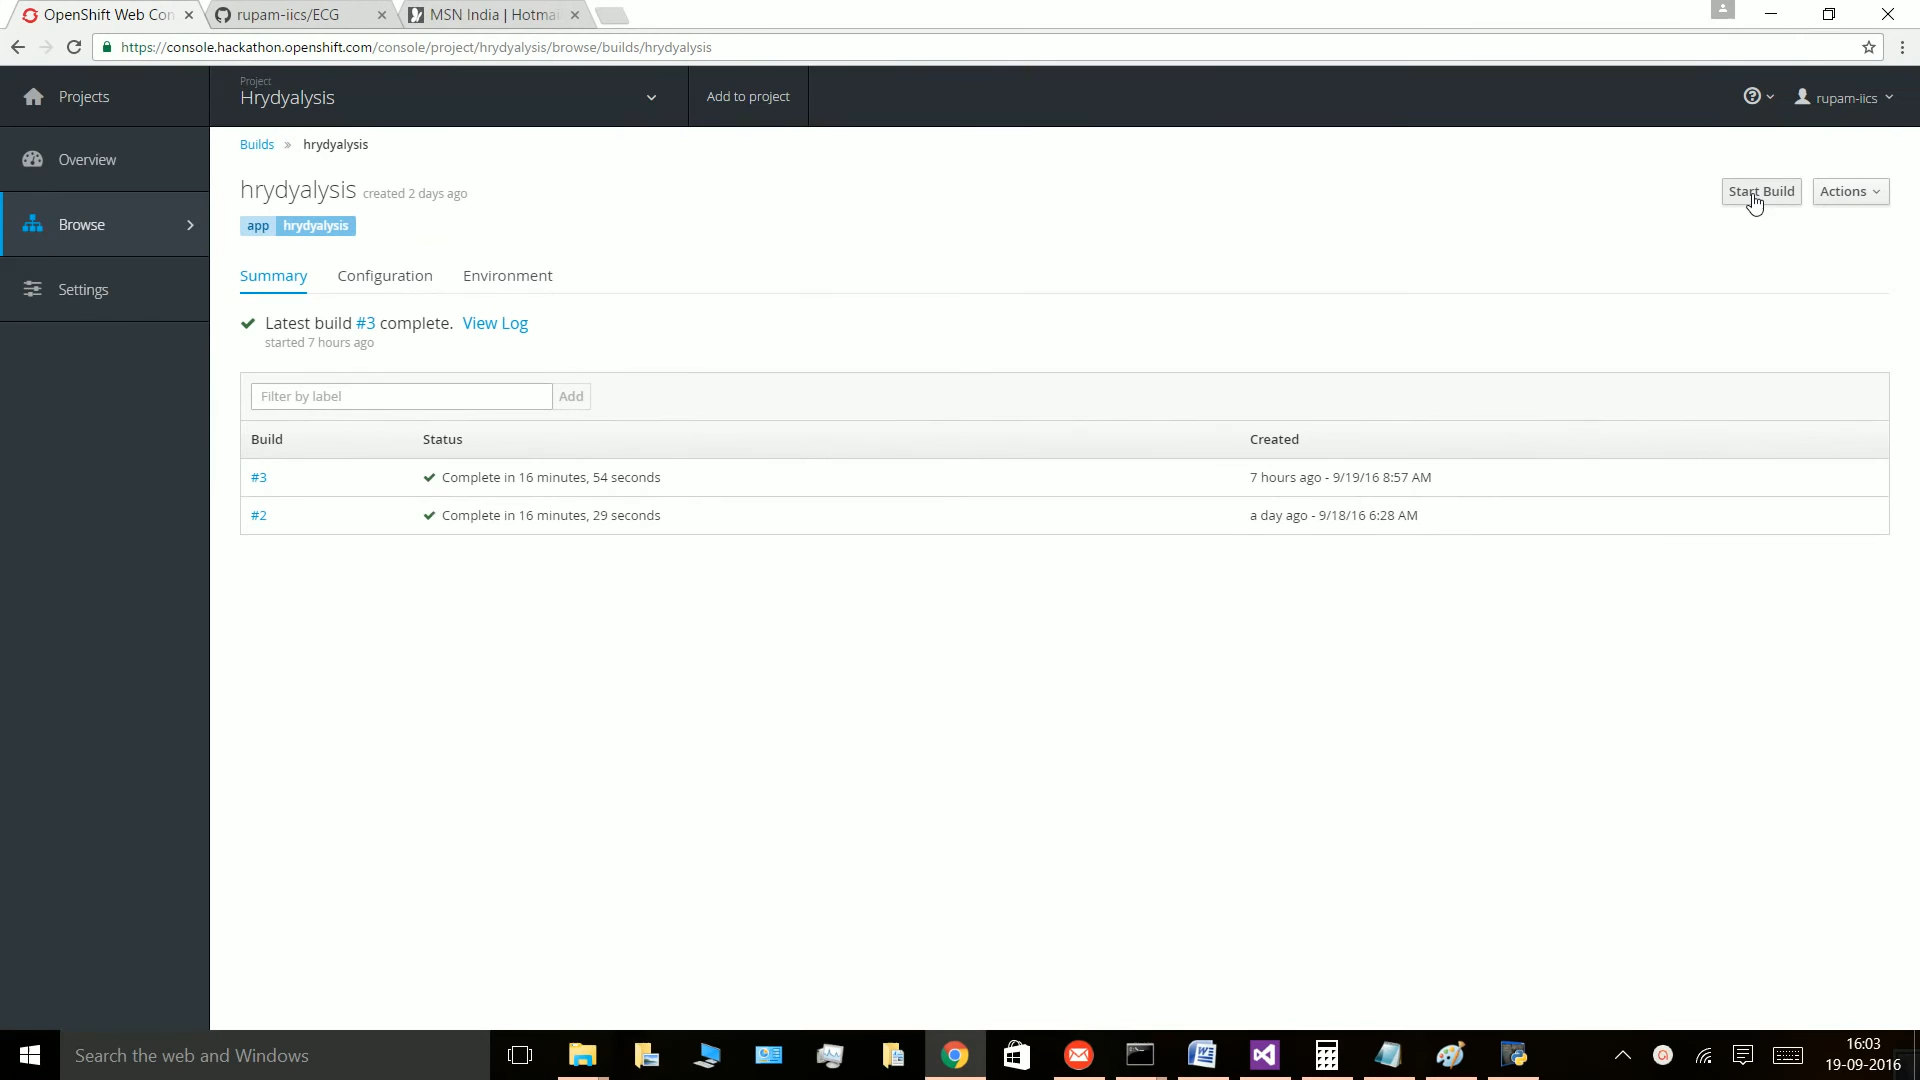 OpenShift Web Con
rupam-iics/ECG
MSN India | Hotmai
https://console.hackathon.openshift.com/console/project/hrydyalysis/browse/builds/hrydyalysis
Projects
Project
Hrydyalysis
Add to project
rupam-iics
Overview
Browse
Settings
Builds » hrydyalysis
hrydyalysis created 2 days ago
Start Build
Actions
app hrydyalysis
Summary Configuration Environment
Latest build #3 complete. View Log
started 7 hours ago
Filter by label Add
Build Status Created
#3 Complete in 16 minutes, 54 seconds 7 hours ago - 9/19/16 8:57 AM
#2 Complete in 16 minutes, 29 seconds a day ago - 9/18/16 6:28 AM
Search the web and Windows
16:03
19-09-2016